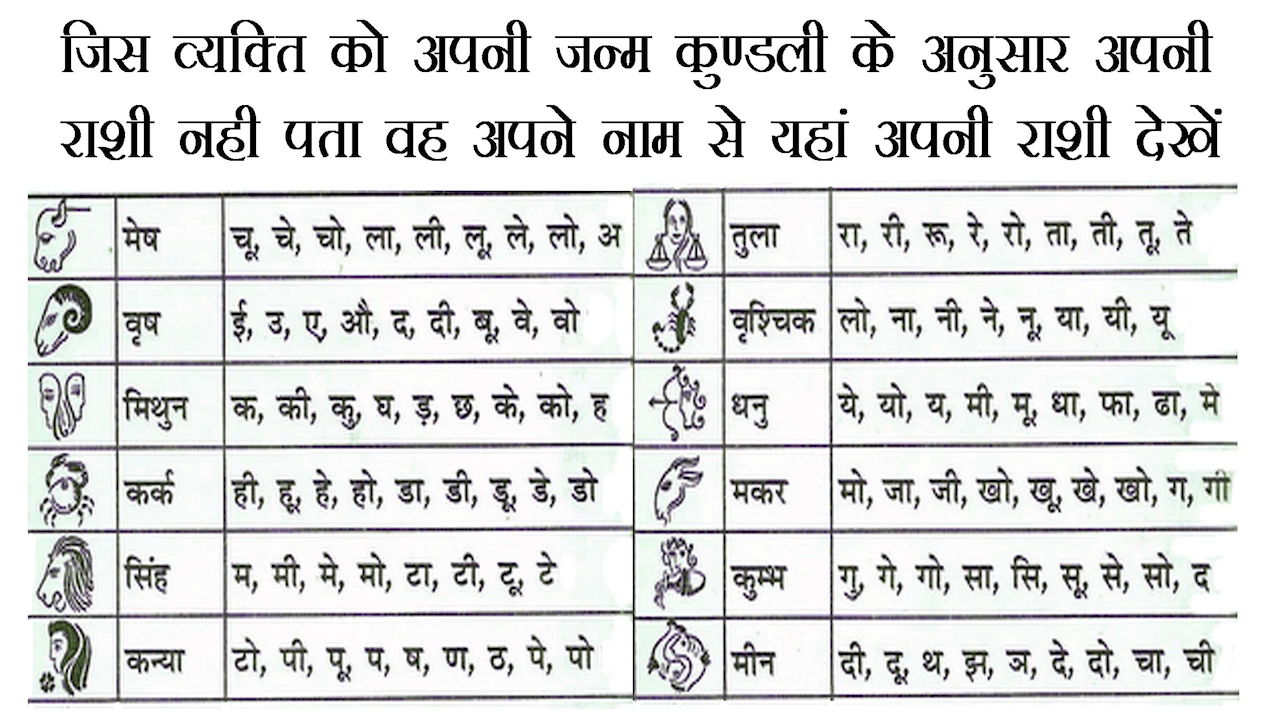 जिस व्यक्ति को अपनी जन्म कुण्डली के अनुसार अपनी
राशी नही पता वह अपने नाम से यहां अपनी राशी देखें
मेष चू, चे, चो, ला, ली, लू, ले, लो, अ
वृष ई, उ, ए, औ, द, दी, बू, वे, वो
मिथुन क, की, कु, घ, ड़, छ, के, को, ह
कर्क ही, हू, हे, हो, डा, डी, डू, डे, डो
सिंह म, मी, मे, मो, टा, टी, टू, टे
कन्या टो, पी, पू, प, ष, ण, ठ, पे, पो
तुला रा, री, रू, रे, रो, ता, ती, तू, ते
वृश्चिक लो, ना, नी, ने, नू, या, यी, यू
धनु ये, यो, य, मी, मू, धा, फा, ढा, मे
मकर मो, जा, जी, खो, खू, खे, खो, ग, गी
कुम्भ गु, गे, गो, सा, सि, सू, से, सो, द
मीन दी, दू, थ, झ, ञ, दे, दो, चा, ची